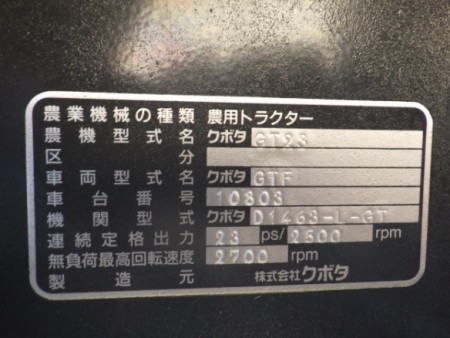 農業機械の種類 農用トラクター
農機型式名 クボタ GT23
区分
車両型式名 クボタ GTF
車台番号 10803
機関型式 クボタ D1463-L-GT
連続定格出力 23 ps/ 2500 rpm
無負荷最高回転速度 2700 rpm
製造元 株式会社クボタ